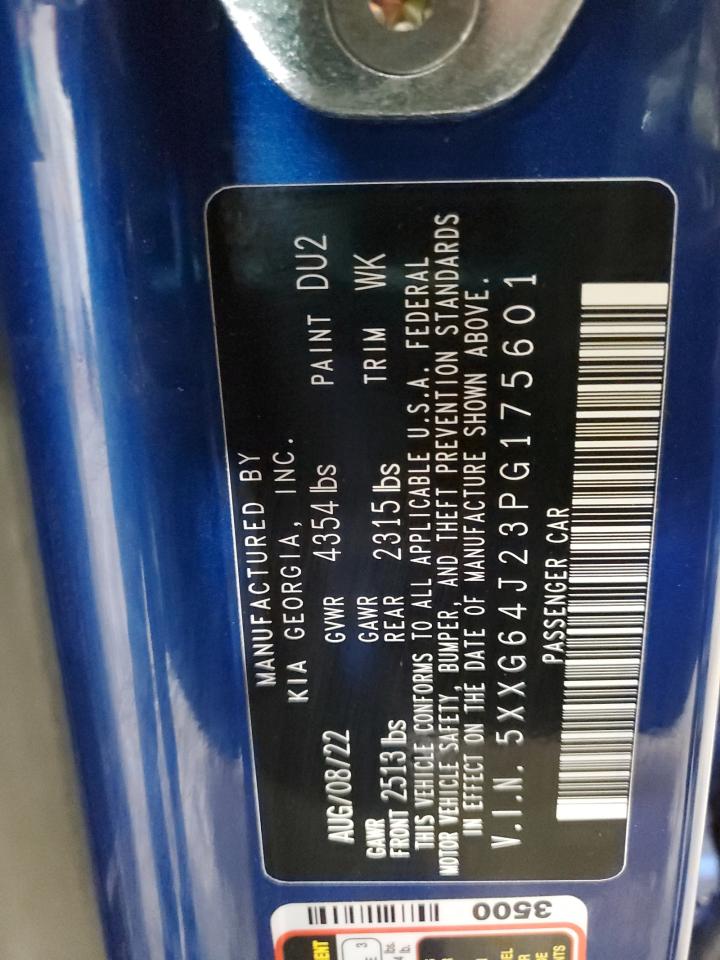 MANUFACTURED BY
KIA GEORGIA, INC.
AUG/08/22 GVWR 4354 lbs PAINT DU2
GAWR GAWR
FRONT 2513 lbs REAR 2315 lbs TRIM WK
THIS VEHICLE CONFORMS TO ALL APPLICABLE U.S.A. FEDERAL
MOTOR VEHICLE SAFETY, BUMPER, AND THEFT PREVENTION STANDARDS
IN EFFECT ON THE DATE OF MANUFACTURE SHOWN ABOVE.
V.I.N. 5XXG64J23PG175601
PASSENGER CAR
3500